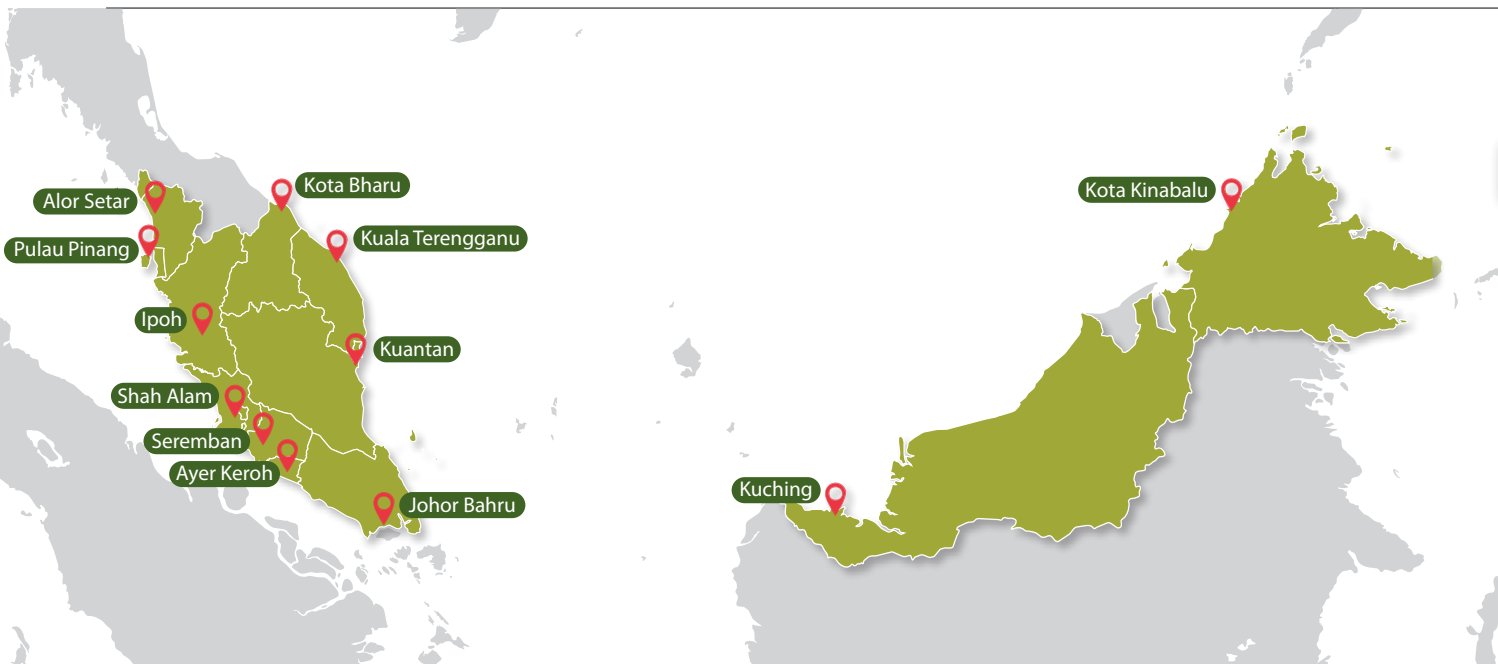 Kota Bharu
Kota Kinabalu
Alor Setar
Kuala Terengganu
Pulau Pinang
Ipoh
Kuantan
Shah Alam
Seremban
Ayer Keroh
Kuching
Johor Bahru